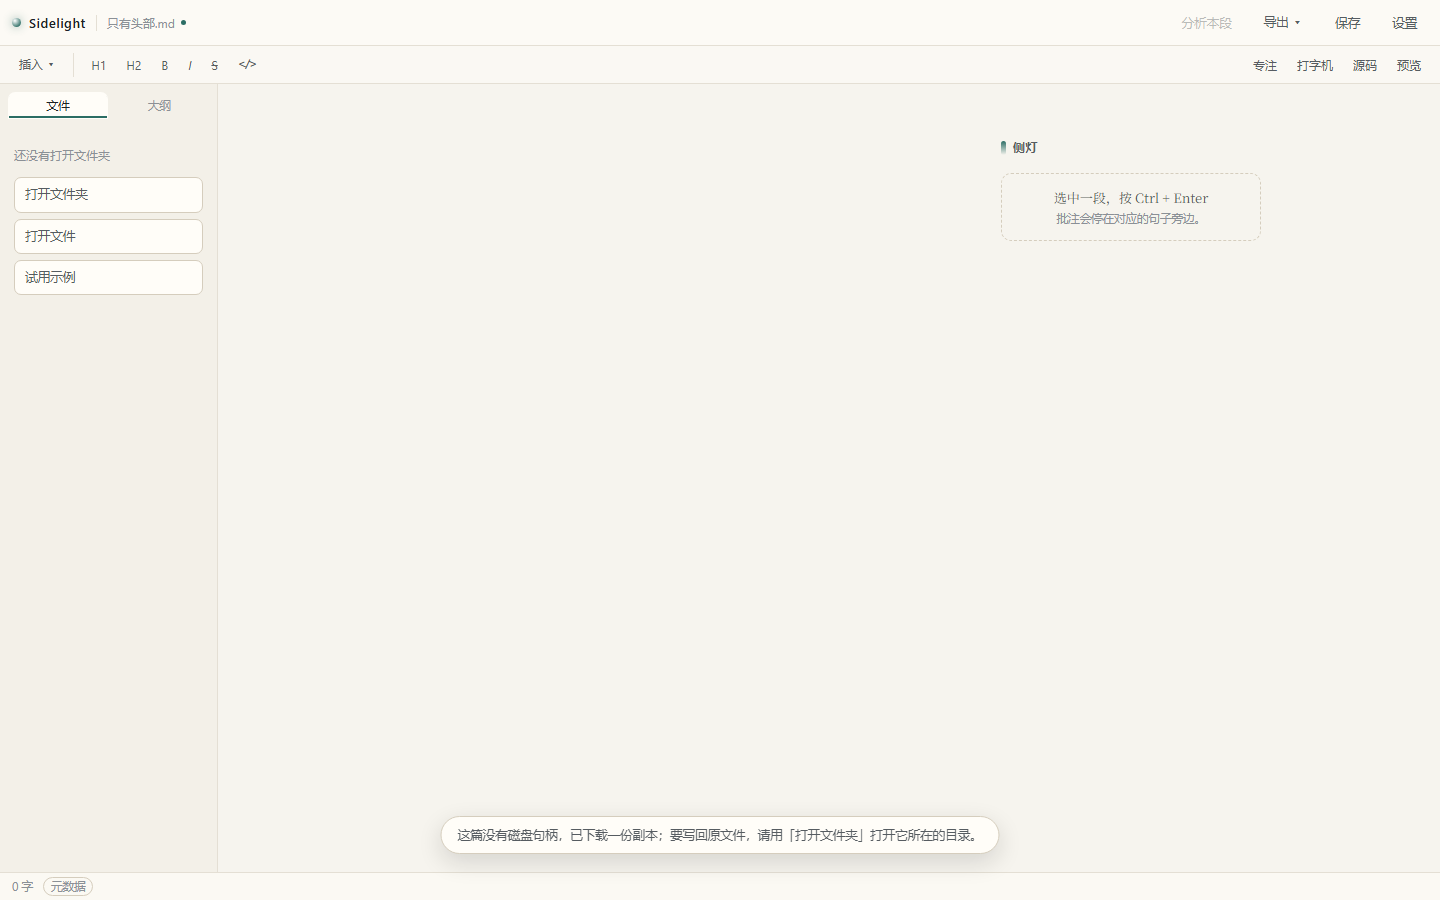 Sidelight 只有头部.md
分析本段 导出 保存 设置
插入 H1 H2 B I S </>
专注 打字机 源码 预览
文件 大纲
还没有打开文件夹
打开文件夹
打开文件
试用示例
侧灯
选中一段，按 Ctrl + Enter
批注会停在对应的句子旁边。
这篇没有磁盘句柄，已下载一份副本；要写回原文件，请用「打开文件夹」打开它所在的目录。
0 字 元数据